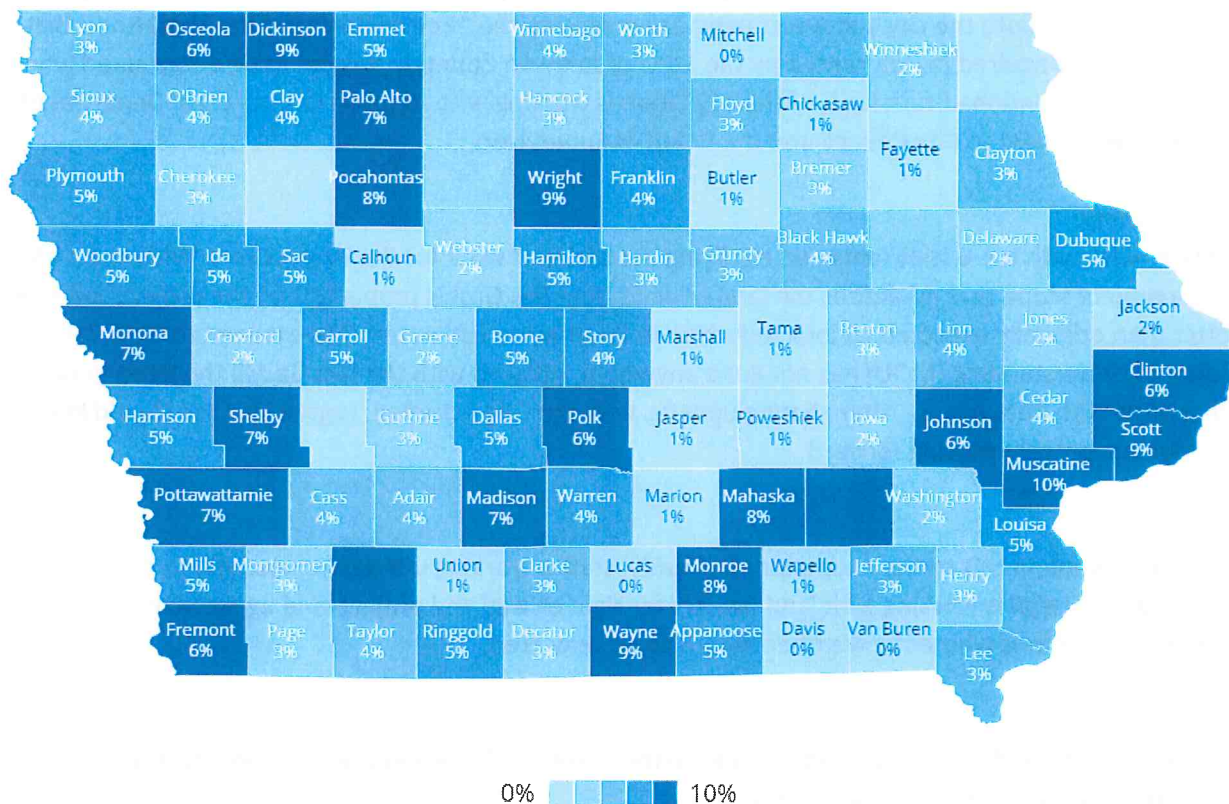 Lyon
3%
Osceola
6%
Dickinson
9%
Emmet
5%
Winnebago
4%
Worth
3%
Mitchell
0%
Winneshiek
2%
Sioux
4%
O'Brien
4%
Clay
4%
Palo Alto
7%
Hancock
3%
Floyd
3%
Chickasaw
1%
Fayette
1%
Clayton
3%
Plymouth
5%
Cherokee
3%
Pocahontas
8%
Wright
9%
Franklin
4%
Butler
1%
Bremer
3%
Woodbury
5%
Ida
5%
Sac
5%
Calhoun
1%
Webster
2%
Hamilton
5%
Hardin
3%
Grundy
3%
Black Hawk
4%
Delaware
2%
Dubuque
5%
Monona
7%
Crawford
2%
Carroll
5%
Greene
2%
Boone
5%
Story
4%
Marshall
1%
Tama
1%
Benton
3%
Linn
4%
Jones
2%
Jackson
2%
Clinton
6%
Harrison
5%
Shelby
7%
Guthrie
3%
Dallas
5%
Polk
6%
Jasper
1%
Poweshiek
1%
Iowa
2%
Johnson
6%
Cedar
4%
Scott
9%
Muscatine
10%
Pottawattamie
7%
Cass
4%
Adair
4%
Madison
7%
Warren
4%
Marion
1%
Mahaska
8%
Washington
2%
Louisa
5%
Mills
5%
Montgomery
3%
Union
1%
Clarke
3%
Lucas
0%
Monroe
8%
Wapello
1%
Jefferson
3%
Henry
3%
Fremont
6%
Page
3%
Taylor
4%
Ringgold
5%
Decatur
3%
Wayne
9%
Appanoose
5%
Davis
0%
Van Buren
0%
Lee
3%
0%
10%